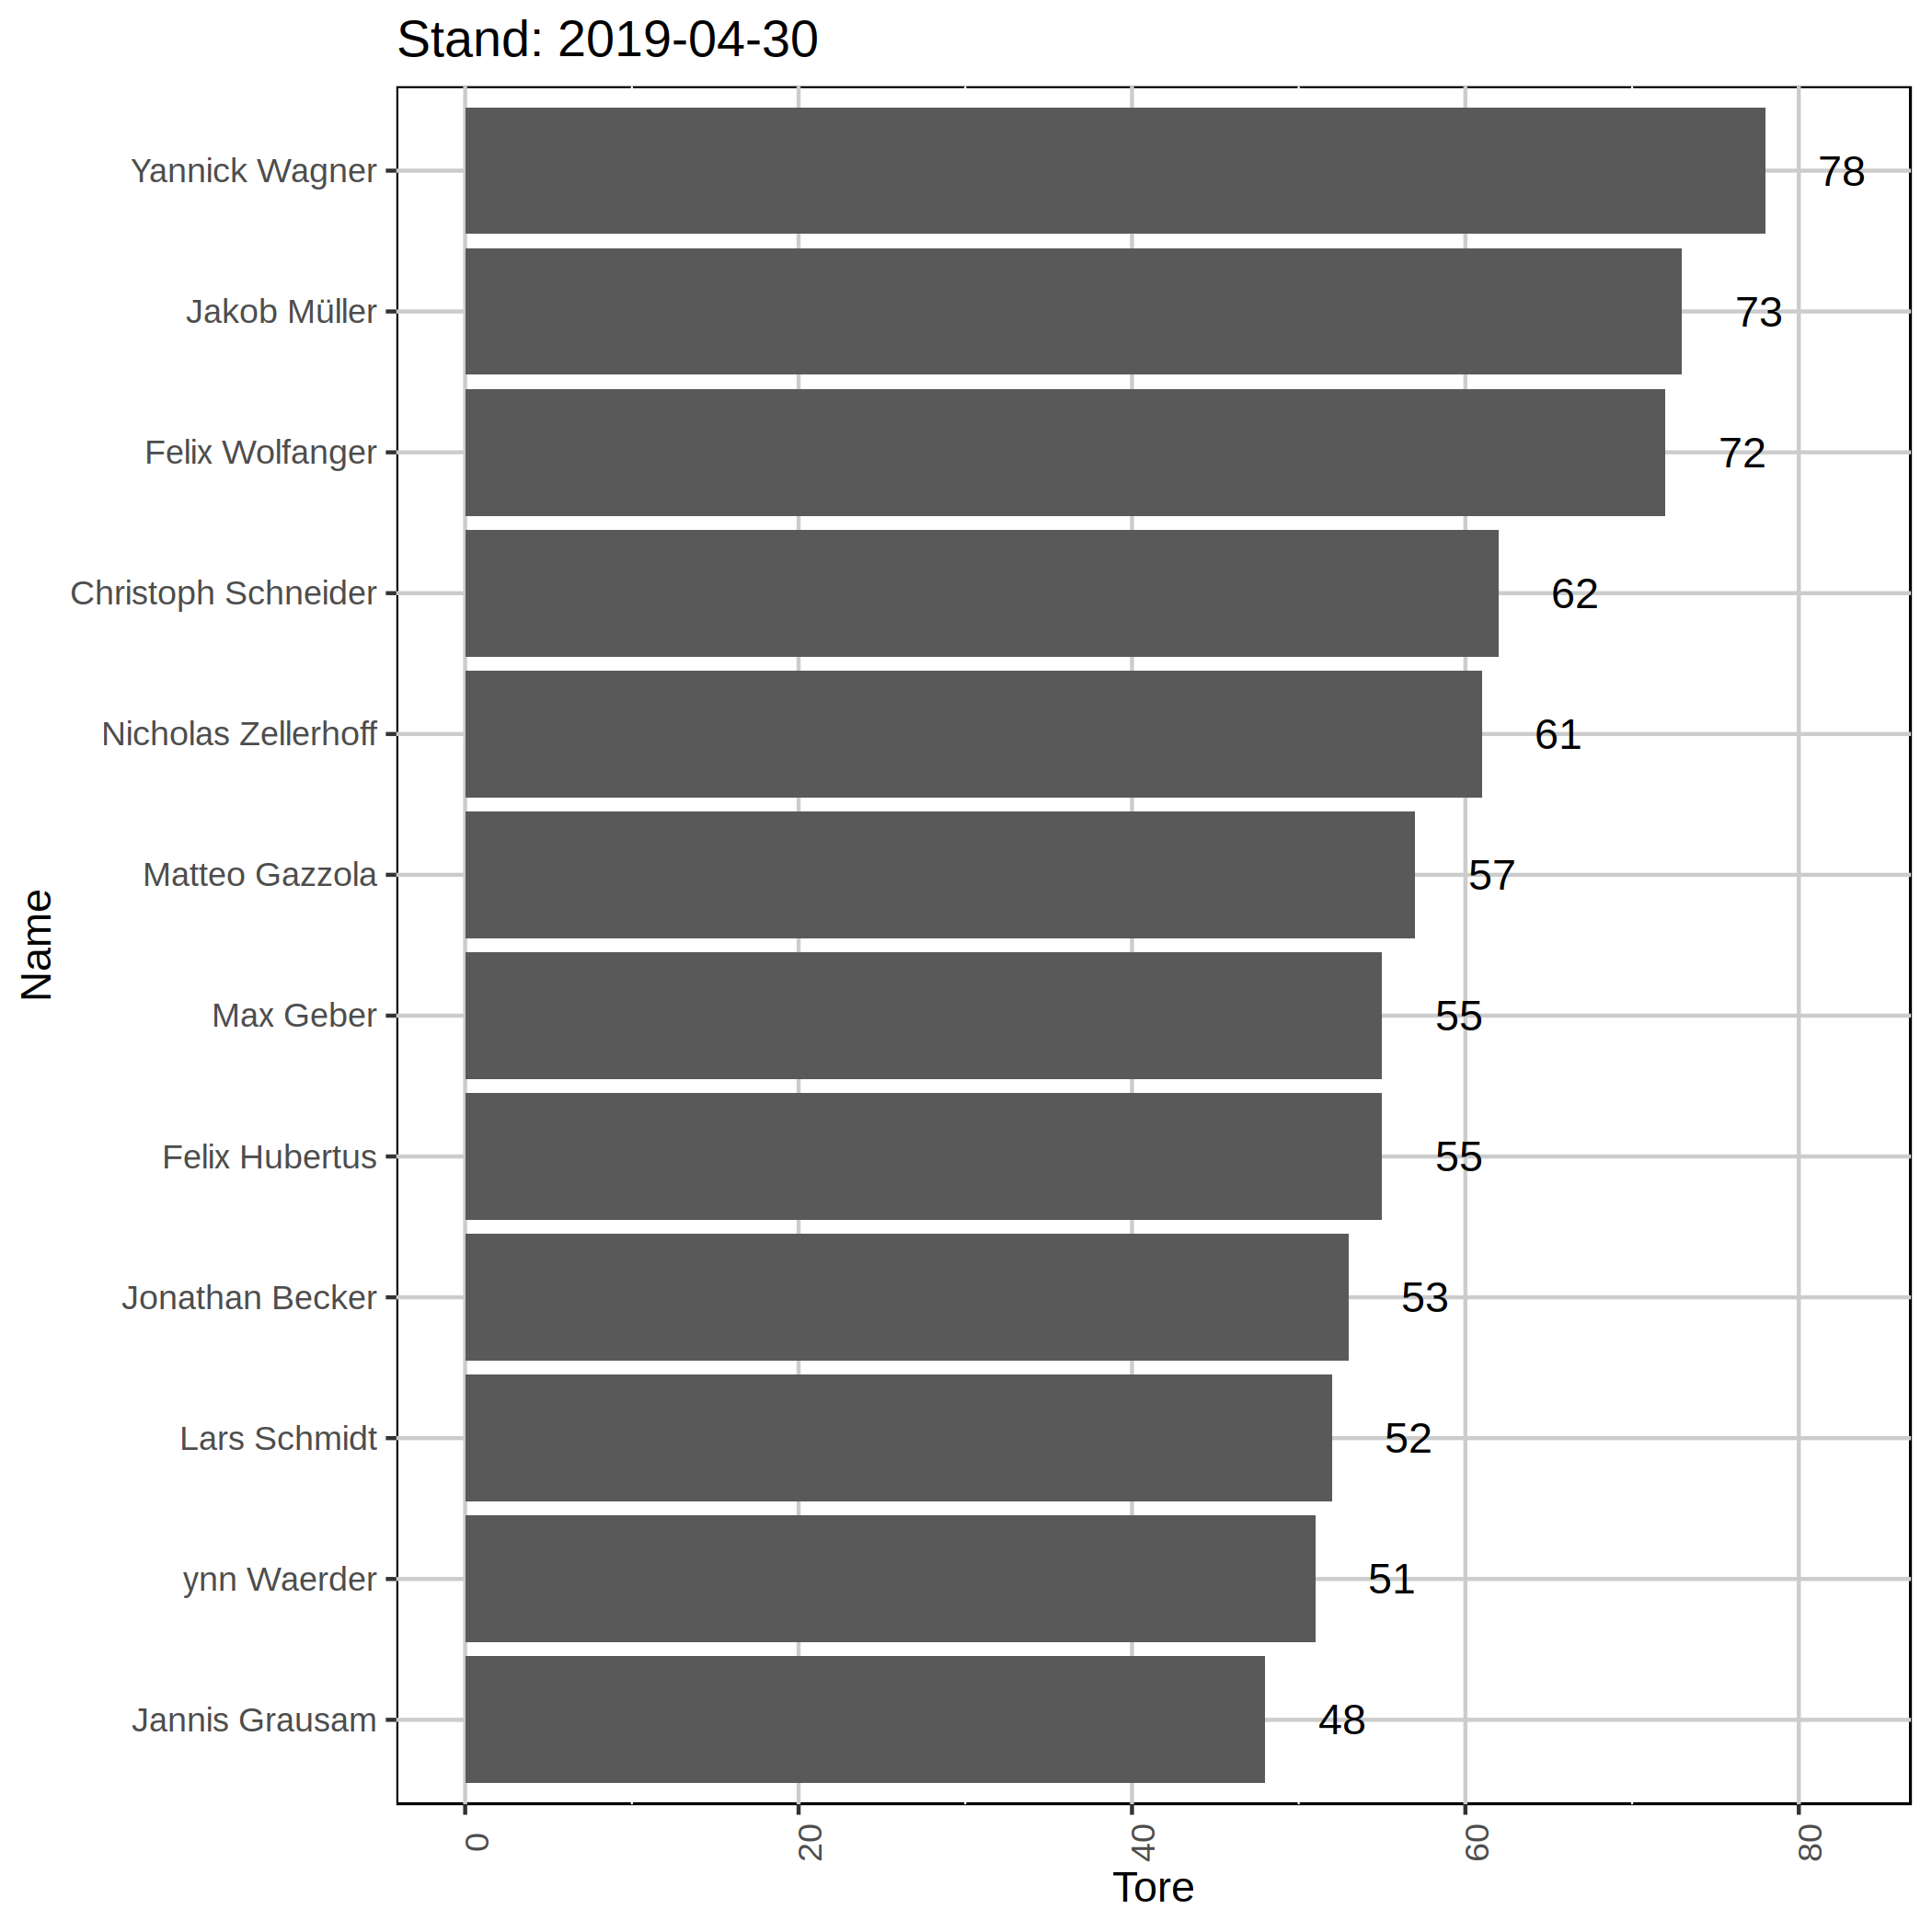 Stand: 2019-04-30
Yannick Wagner 78
Jakob Müller 73
Felix Wolfanger 72
Christoph Schneider 62
Nicholas Zellerhoff 61
Matteo Gazzola 57
Max Geber 55
Felix Hubertus 55
Jonathan Becker 53
Lars Schmidt 52
ynn Waerder 51
Jannis Grausam 48
Name
0 20 40 60 80
Tore